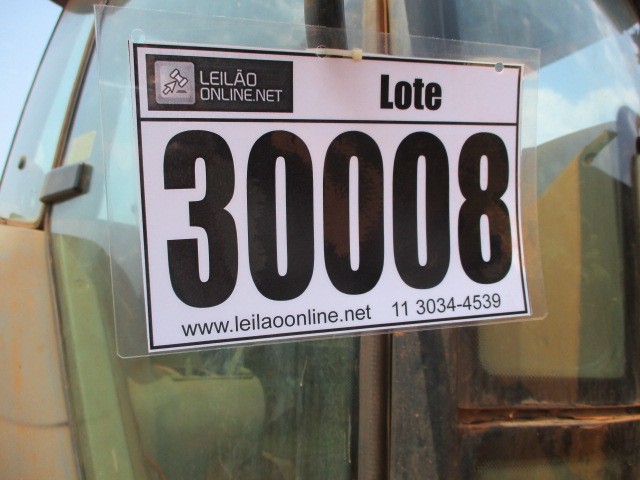 LEILÃO
ONLINE.NET
Lote
30008
www.leilaoonline.net 11 3034-4539